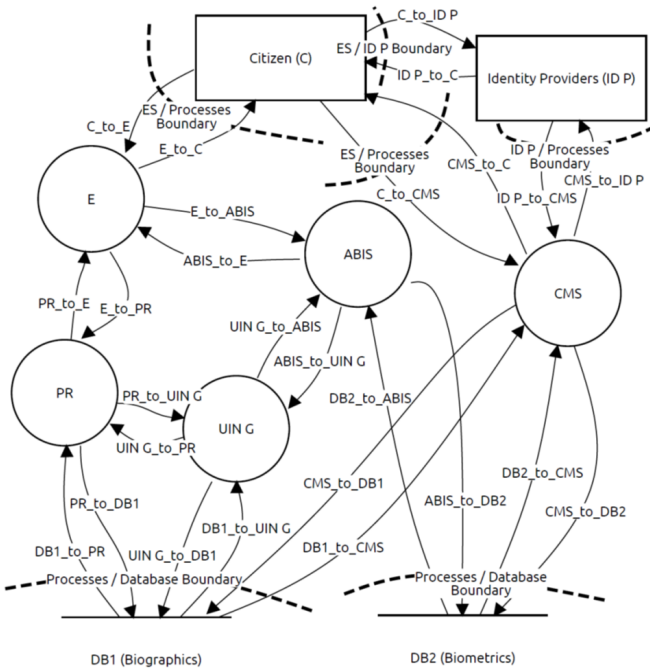 C_to_ID P
Citizen (C)
ES / ID P Boundary
ID P_to_C
Identity Providers (ID P)
ES / Processes
Boundary
C_to_E
E_to_C
ES / Processes
Boundary
CMS_to_C
C_to_CMS
ID P / Processes
Boundary
CMS_to_ID P
ID P_to_CMS
E
E_to_ABIS
ABIS_to_E
ABIS
CMS
PR_to_E
E_to_PR
UIN G_to_ABIS
ABIS_to_UIN G
PR
PR_to_UIN G
UIN G_to_PR
UIN G
DB2_to_ABIS
CMS_to_DB1
ABIS_to_DB2
DB2_to_CMS
CMS_to_DB2
PR_to_DB1
DB1_to_UIN G
DB1_to_PR
UIN G_to_DB1
DB1_to_CMS
Processes / Database Boundary
Processes / Database
Boundary
DB1 (Biographics)
DB2 (Biometrics)